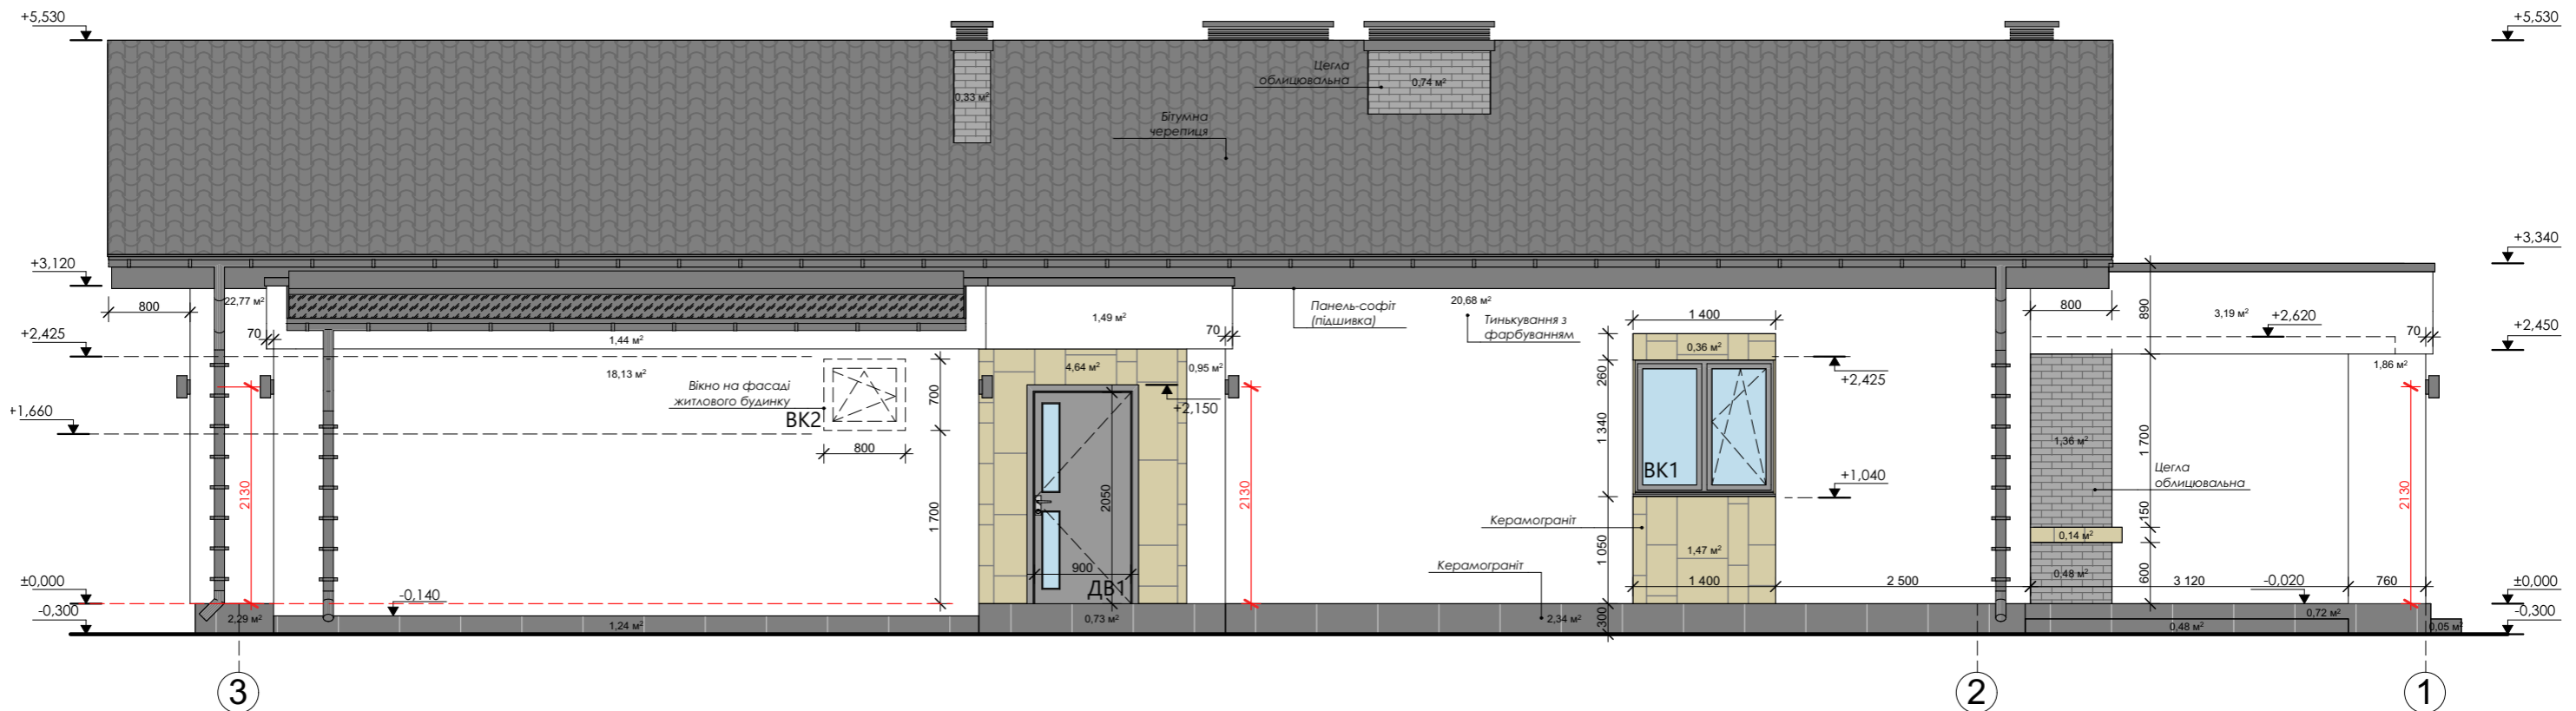 +5,530
+5,530
Цегла
облицювальна
0,74 м²
0,33 м²
Бітумна
черепиця
+3,120
+3,340
800
22,77 м²
70
1,44 м²
1,49 м²
70
Панель-софіт
(підшивка)
20,68 м²
Тинькування з
фарбуванням
1 400
800
890
3,19 м²
+2,620
70
+2,425
+2,450
18,13 м²
Вікно на фасаді
житлового будинку
ВК2
700
800
4,64 м²
0,95 м²
+2,150
0,36 м²
260
+2,425
1,86 м²
+1,660
2130
1 700
2050
2130
1 340
ВК1
+1,040
1,36 м²
1 700
Цегла
облицювальна
2130
Керамограніт
150
0,14 м²
1,47 м²
1 050
Керамограніт
900
ДВ1
1 400
2 500
0,48 м²
600
3 120
-0,020
760
±0,000
±0,000
-0,300
-0,140
-0,300
2,29 м²
1,24 м²
0,73 м²
2,34 м²
300
0,72 м²
0,48 м²
0,05 м²
3
2
1